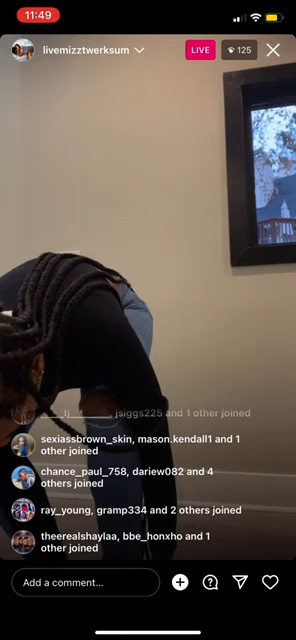 11:49
livemizztwerksum
LIVE
125
jsiggs225 and 1 other joined
sexiassbrown_skin, mason.kendall1 and 1
other joined
chance_paul_758, dariew082 and 4
others joined
ray_young, gramp334 and 2 others joined
theerealshaylaa, bbe_honxho and 1
other joined
Add a comment...